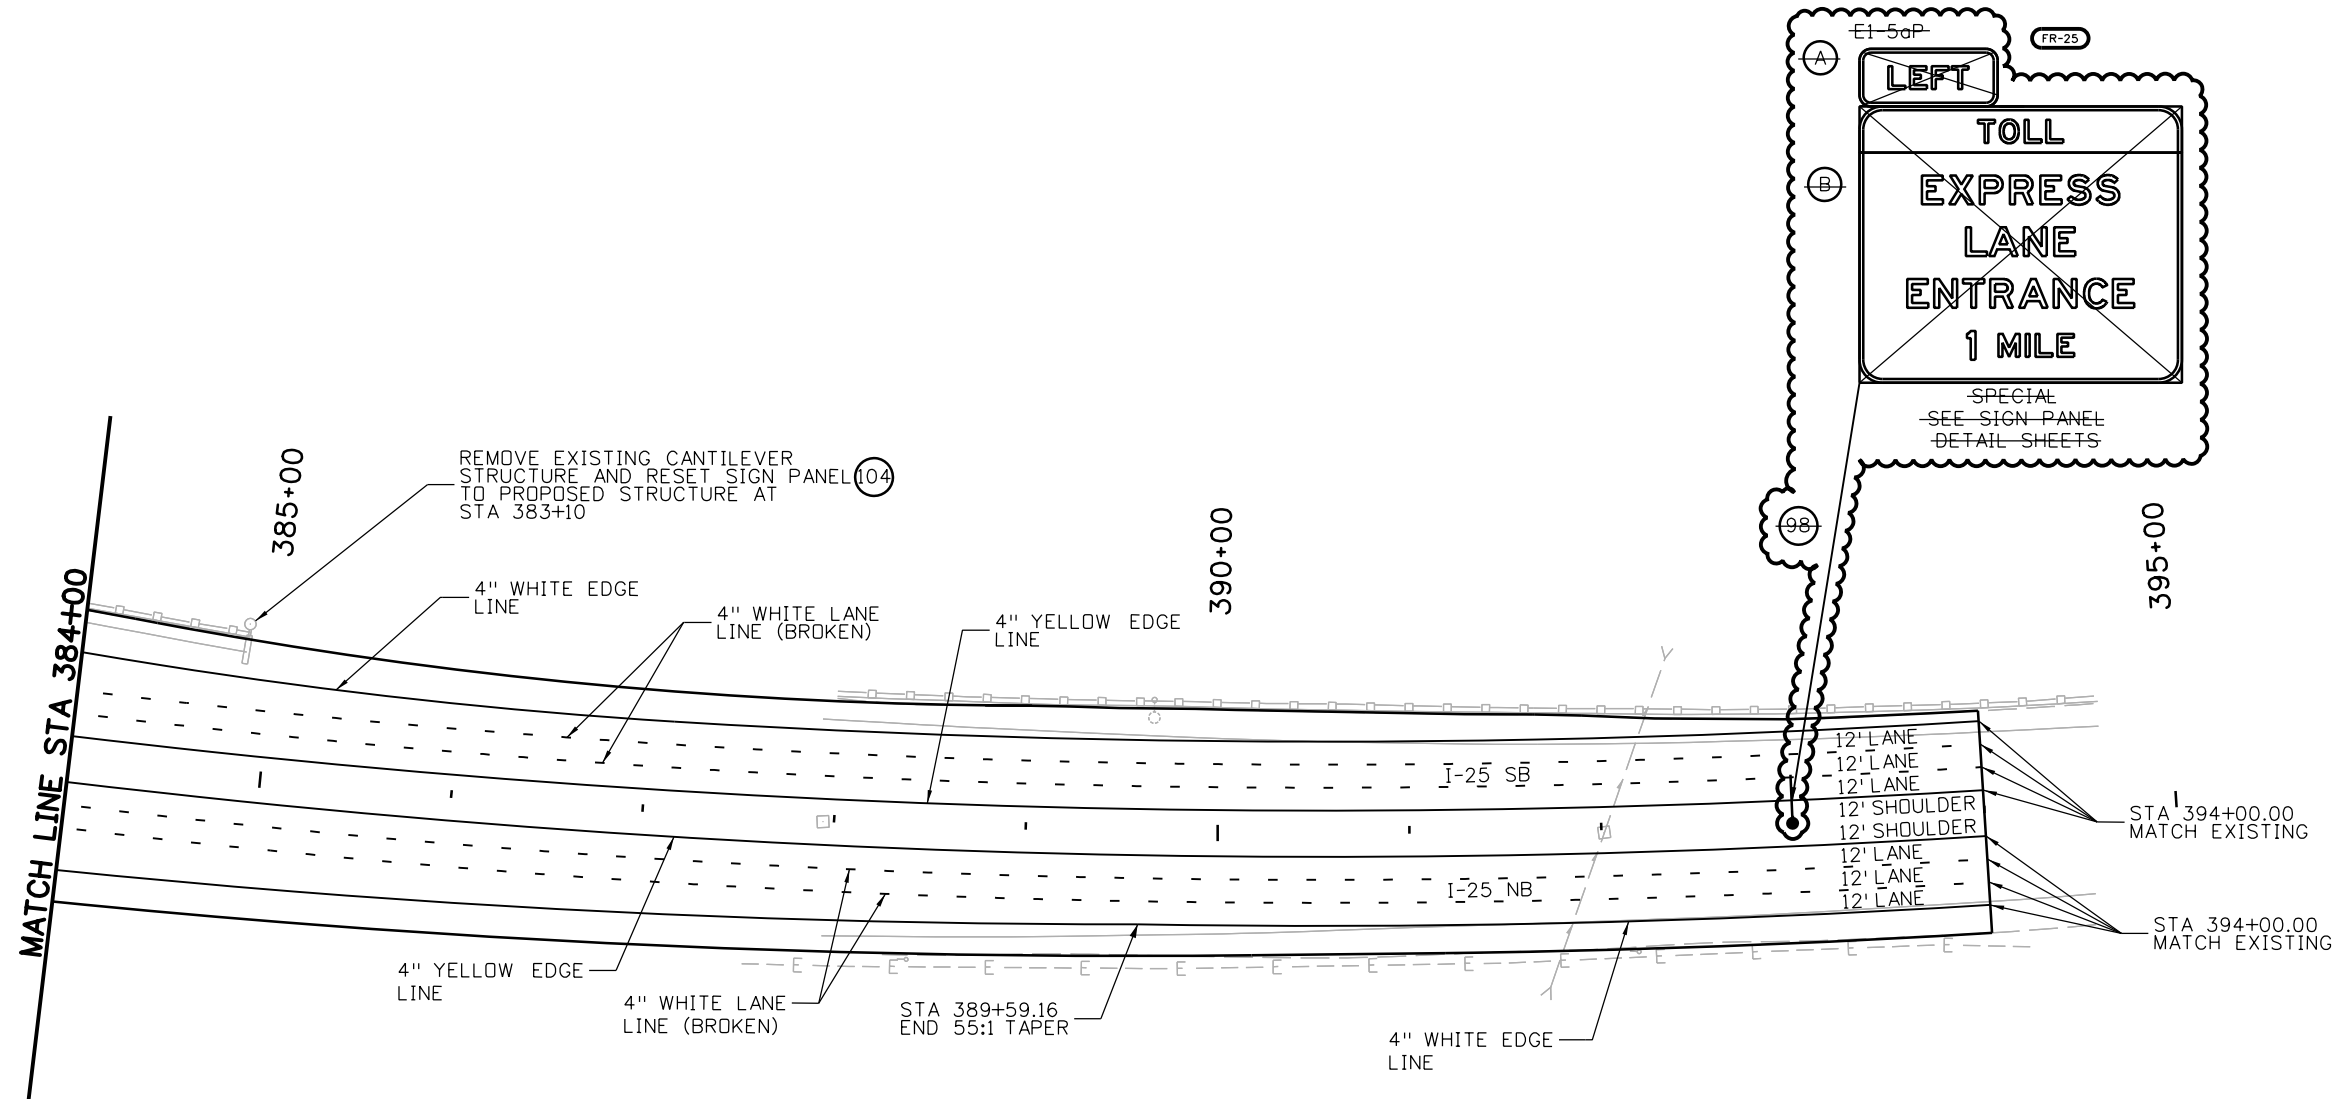 E1-5aP
FR-25
A
LEFT
TOLL
B
EXPRESS
LANE
ENTRANCE
1 MILE
SPECIAL
SEE SIGN PANEL
DETAIL SHEETS
98
385+00
REMOVE EXISTING CANTILEVER
STRUCTURE AND RESET SIGN PANEL 104
TO PROPOSED STRUCTURE AT
STA 383+10
390+00
395+00
MATCH LINE STA 384+00
4" WHITE EDGE
LINE
4" WHITE LANE
LINE (BROKEN)
4" YELLOW EDGE
LINE
Y
I-25 SB
12' LANE
12' LANE
12' LANE
12' SHOULDER
12' SHOULDER
12' LANE
12' LANE
12' LANE
I-25 NB
STA 394+00.00
MATCH EXISTING
STA 394+00.00
MATCH EXISTING
E E E E E E E E E E E E E
Y
4" YELLOW EDGE
LINE
4" WHITE LANE
LINE (BROKEN)
STA 389+59.16
END 55:1 TAPER
4" WHITE EDGE
LINE